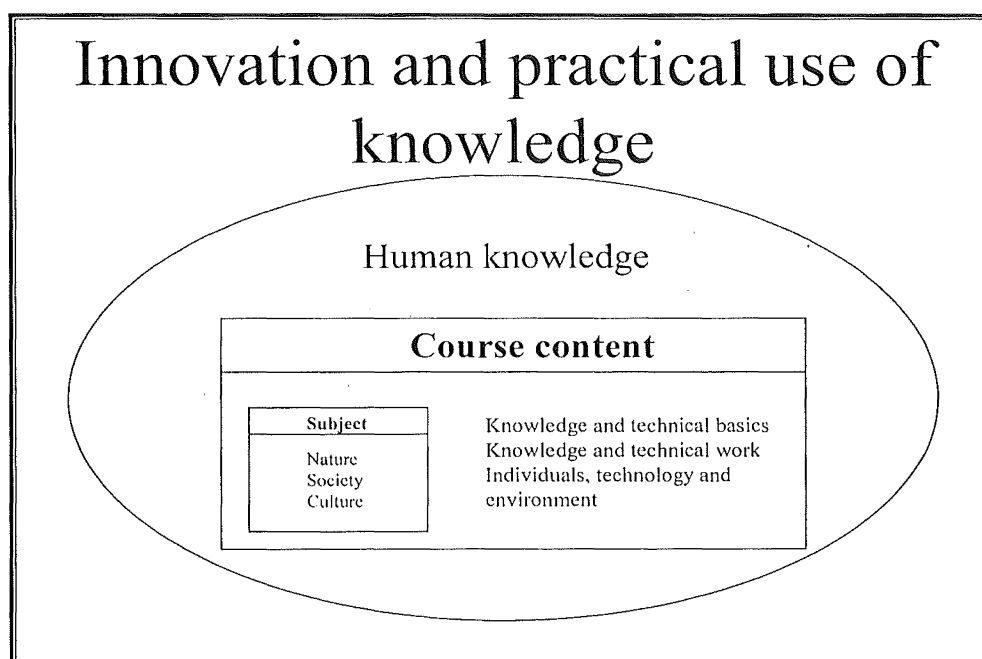 Innovation and practical use of
knowledge
Human knowledge
Course content
Subject
Nature
Society
Culture
Knowledge and technical basics
Knowledge and technical work
Individuals, technology and
environment